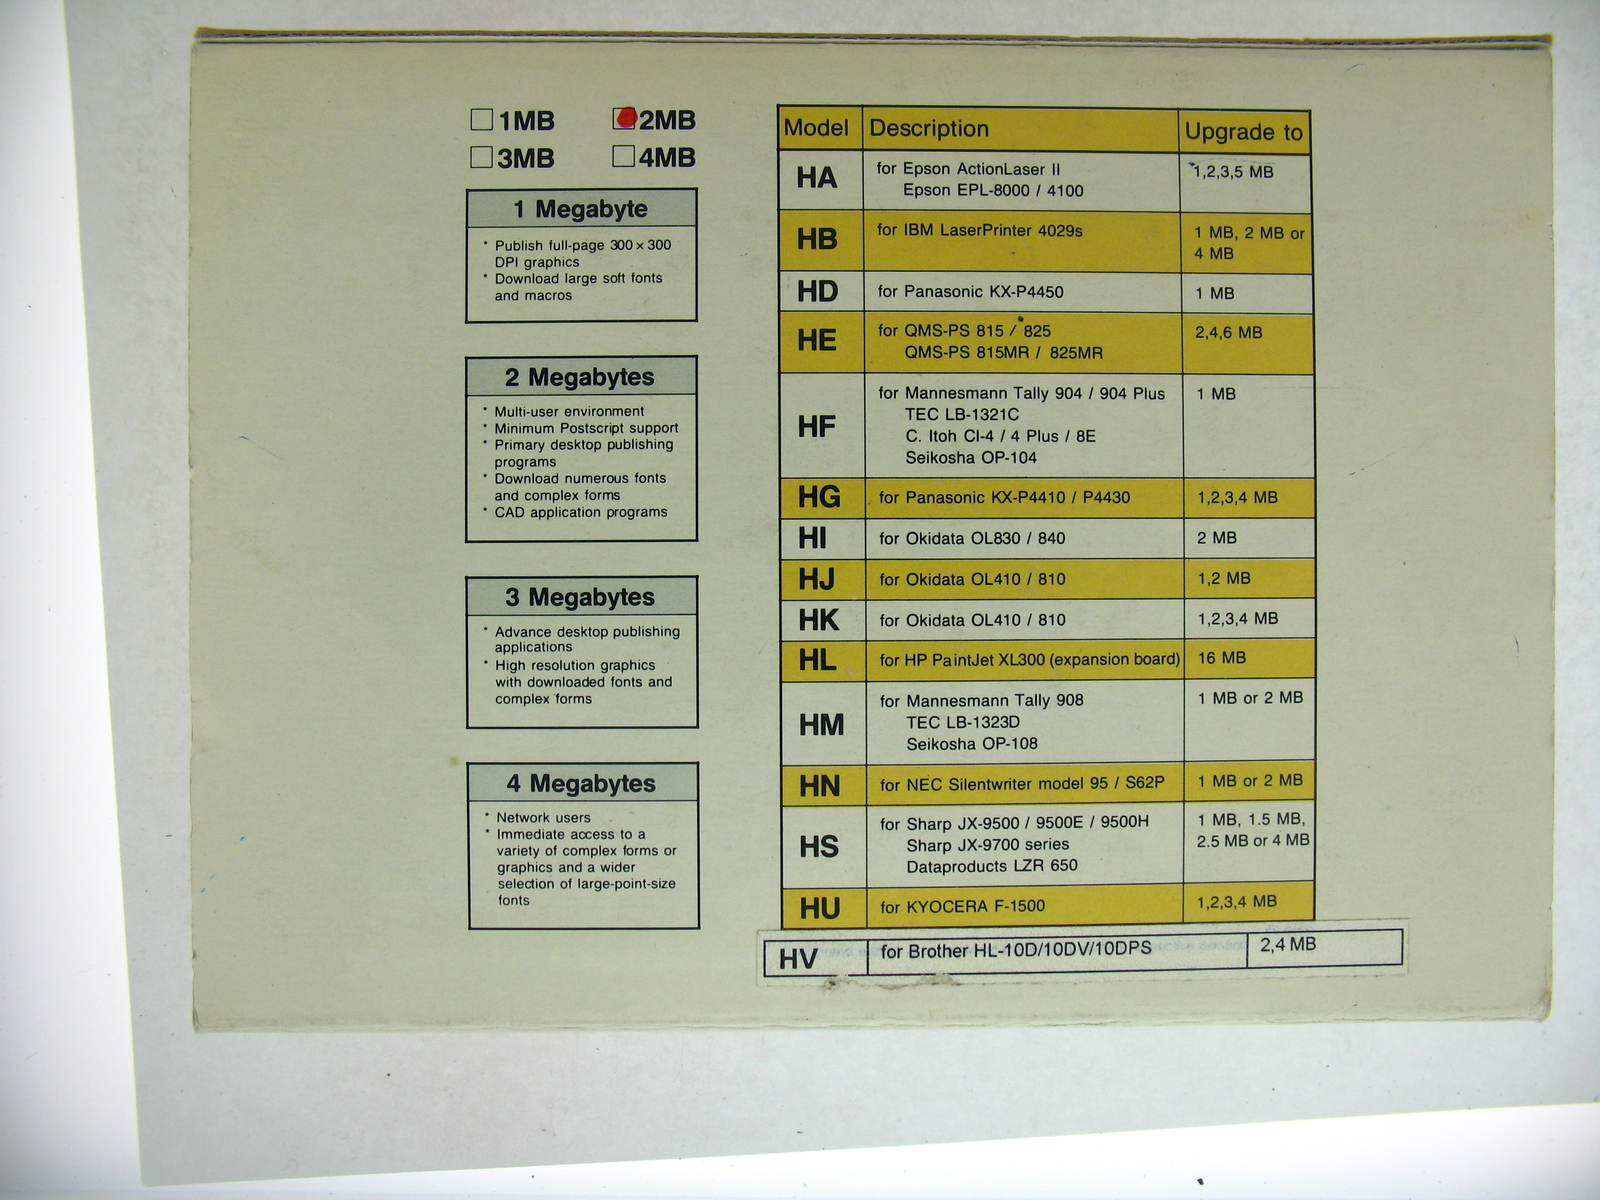 1MB 2MB
3MB 4MB
1 Megabyte
* Publish full-page 300 × 300
DPI graphics
* Download large soft fonts
and macros
2 Megabytes
* Multi-user environment
* Minimum Postscript support
* Primary desktop publishing
programs
* Download numerous fonts
and complex forms
* CAD application programs
3 Megabytes
* Advance desktop publishing
applications
* High resolution graphics
with downloaded fonts and
complex forms
4 Megabytes
* Network users
* Immediate access to a
variety of complex forms or
graphics and a wider
selection of large-point-size
fonts
Model Description Upgrade to
HA for Epson ActionLaser II 1,2,3,5 MB
Epson EPL-8000 / 4100
HB for IBM LaserPrinter 4029s 1 MB, 2 MB or
4 MB
HD for Panasonic KX-P4450 1 MB
HE for QMS-PS 815 / 825 2,4,6 MB
QMS-PS 815MR / 825MR
HF for Mannesmann Tally 904 / 904 Plus 1 MB
TEC LB-1321C
C. Itoh CI-4 / 4 Plus / 8E
Seikosha OP-104
HG for Panasonic KX-P4410 / P4430 1,2,3,4 MB
HI for Okidata OL830 / 840 2 MB
HJ for Okidata OL410 / 810 1,2 MB
HK for Okidata OL410 / 810 1,2,3,4 MB
HL for HP PaintJet XL300 (expansion board) 16 MB
HM for Mannesmann Tally 908 1 MB or 2 MB
TEC LB-1323D
Seikosha OP-108
HN for NEC Silentwriter model 95 / S62P 1 MB or 2 MB
HS for Sharp JX-9500 / 9500E / 9500H 1 MB, 1.5 MB,
Sharp JX-9700 series 2.5 MB or 4 MB
Dataproducts LZR 650
HU for KYOCERA F-1500 1,2,3,4 MB
HV for Brother HL-10D/10DV/10DPS 2,4 MB